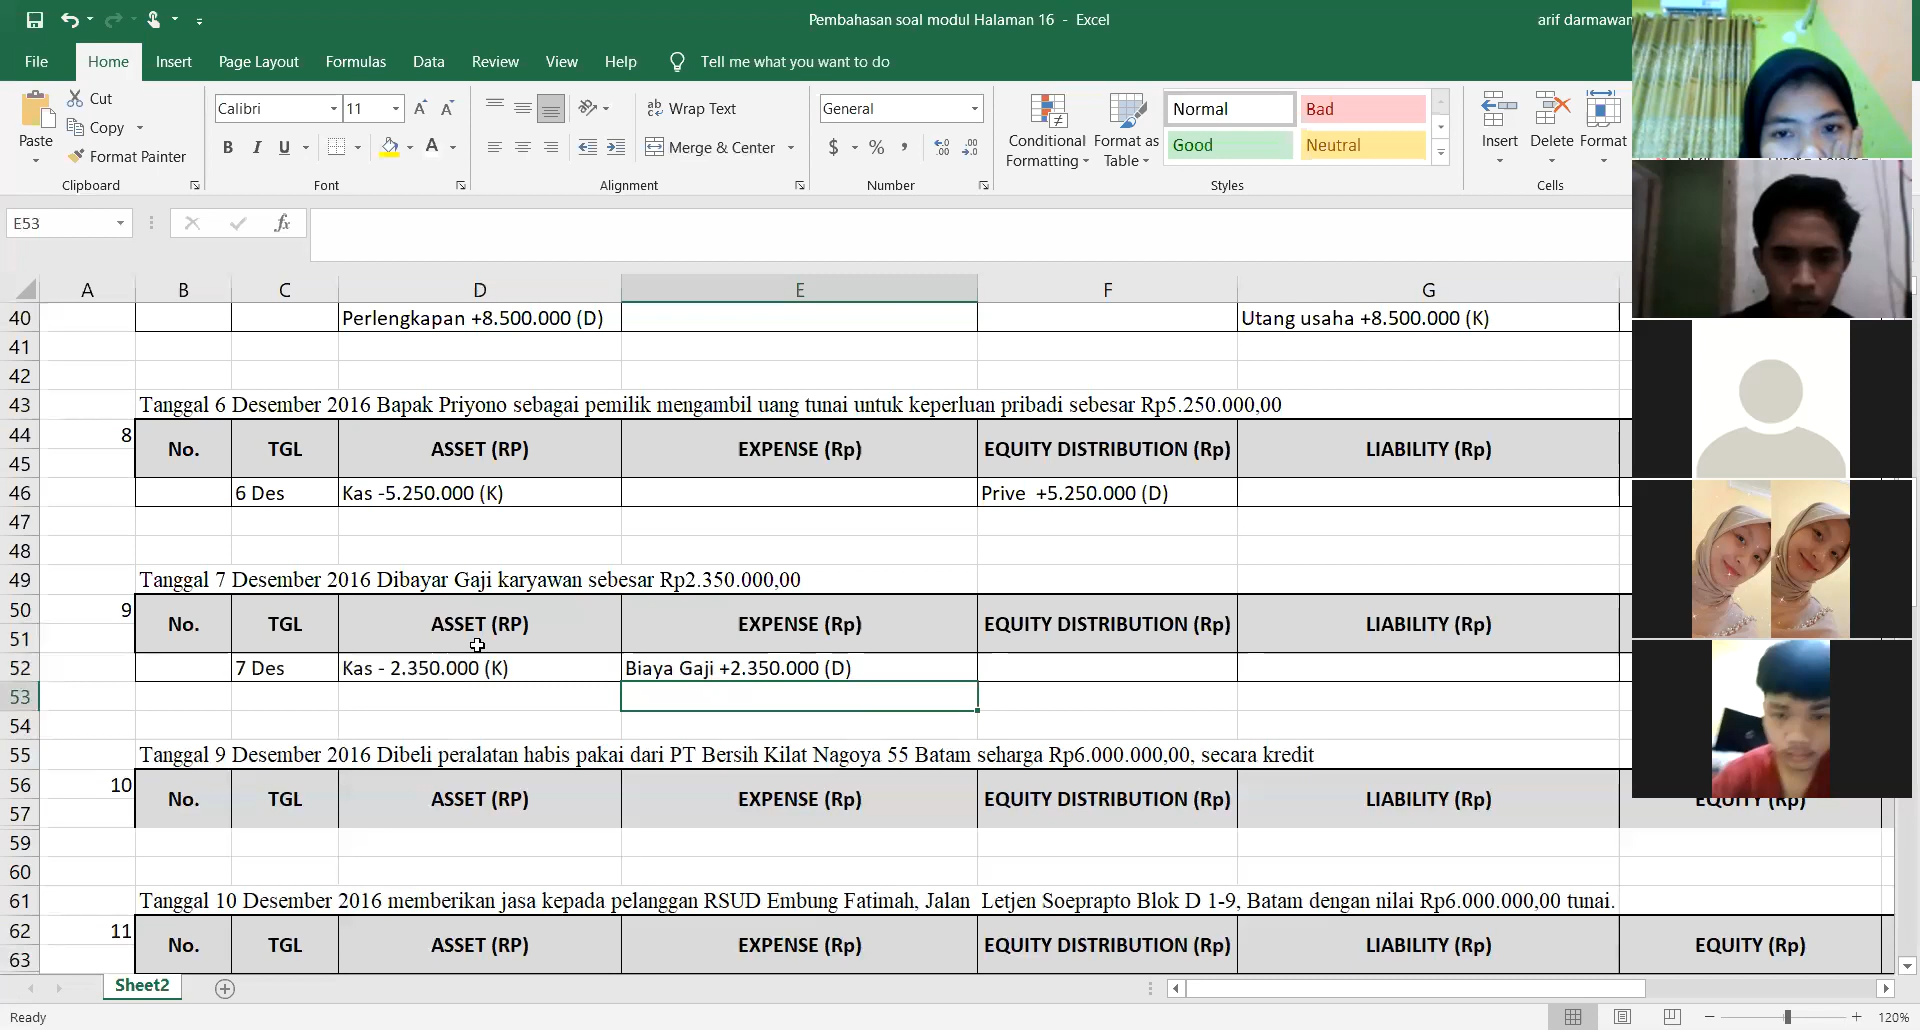 Pembahasan soal modul Halaman 16 - Excel
arif darmawan
File Home Insert Page Layout Formulas Data Review View Help Tell me what you want to do
Paste
Cut
Copy
Format Painter
Clipboard
Calibri 11
B I U
Font
Wrap Text
Merge & Center
Alignment
General
$ % ,
Number
Conditional Formatting
Format as Table
Normal Bad
Good Neutral
Styles
Insert Delete Format
Cells
E53 fx
A B C D E F G
40 Perlengkapan +8.500.000 (D) Utang usaha +8.500.000 (K)
41
42
43 Tanggal 6 Desember 2016 Bapak Priyono sebagai pemilik mengambil uang tunai untuk keperluan pribadi sebesar Rp5.250.000,00
44 8 No. TGL ASSET (RP) EXPENSE (Rp) EQUITY DISTRIBUTION (Rp) LIABILITY (Rp)
45
46 6 Des Kas -5.250.000 (K) Prive +5.250.000 (D)
47
48
49 Tanggal 7 Desember 2016 Dibayar Gaji karyawan sebesar Rp2.350.000,00
50 9 No. TGL ASSET (RP) EXPENSE (Rp) EQUITY DISTRIBUTION (Rp) LIABILITY (Rp)
51
52 7 Des Kas - 2.350.000 (K) Biaya Gaji +2.350.000 (D)
53
54
55 Tanggal 9 Desember 2016 Dibeli peralatan habis pakai dari PT Bersih Kilat Nagoya 55 Batam seharga Rp6.000.000,00, secara kredit
56 10 No. TGL ASSET (RP) EXPENSE (Rp) EQUITY DISTRIBUTION (Rp) LIABILITY (Rp) EQUITY (Rp)
57
59
60
61 Tanggal 10 Desember 2016 memberikan jasa kepada pelanggan RSUD Embung Fatimah, Jalan Letjen Soeprapto Blok D 1-9, Batam dengan nilai Rp6.000.000,00 tunai.
62 11 No. TGL ASSET (RP) EXPENSE (Rp) EQUITY DISTRIBUTION (Rp) LIABILITY (Rp) EQUITY (Rp)
63
Sheet2
Ready
120%